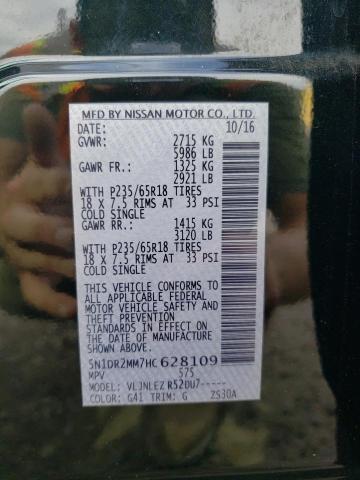 MFD BY NISSAN MOTOR CO., LTD.
DATE: 10/16
GVWR: 2715 KG
5986 LB
GAWR FR.: 1325 KG
2921 LB
WITH P235/65R18 TIRES
18 X 7.5 RIMS AT 33 PSI
COLD SINGLE
GAWR RR.: 1415 KG
3120 LB
WITH P235/65R18 TIRES
18 X 7.5 RIMS AT 33 PSI
COLD SINGLE
THIS VEHICLE CONFORMS TO
ALL APPLICABLE FEDERAL
MOTOR VEHICLE SAFETY AND
THEFT PREVENTION
STANDARDS IN EFFECT ON
THE DATE OF MANUFACTURE
SHOWN ABOVE.
5N1DR2MM7HC 628109
MPV 575
MODEL: VLJNLEZ R52DU7-----
COLOR: G41 TRIM: G ZS30A